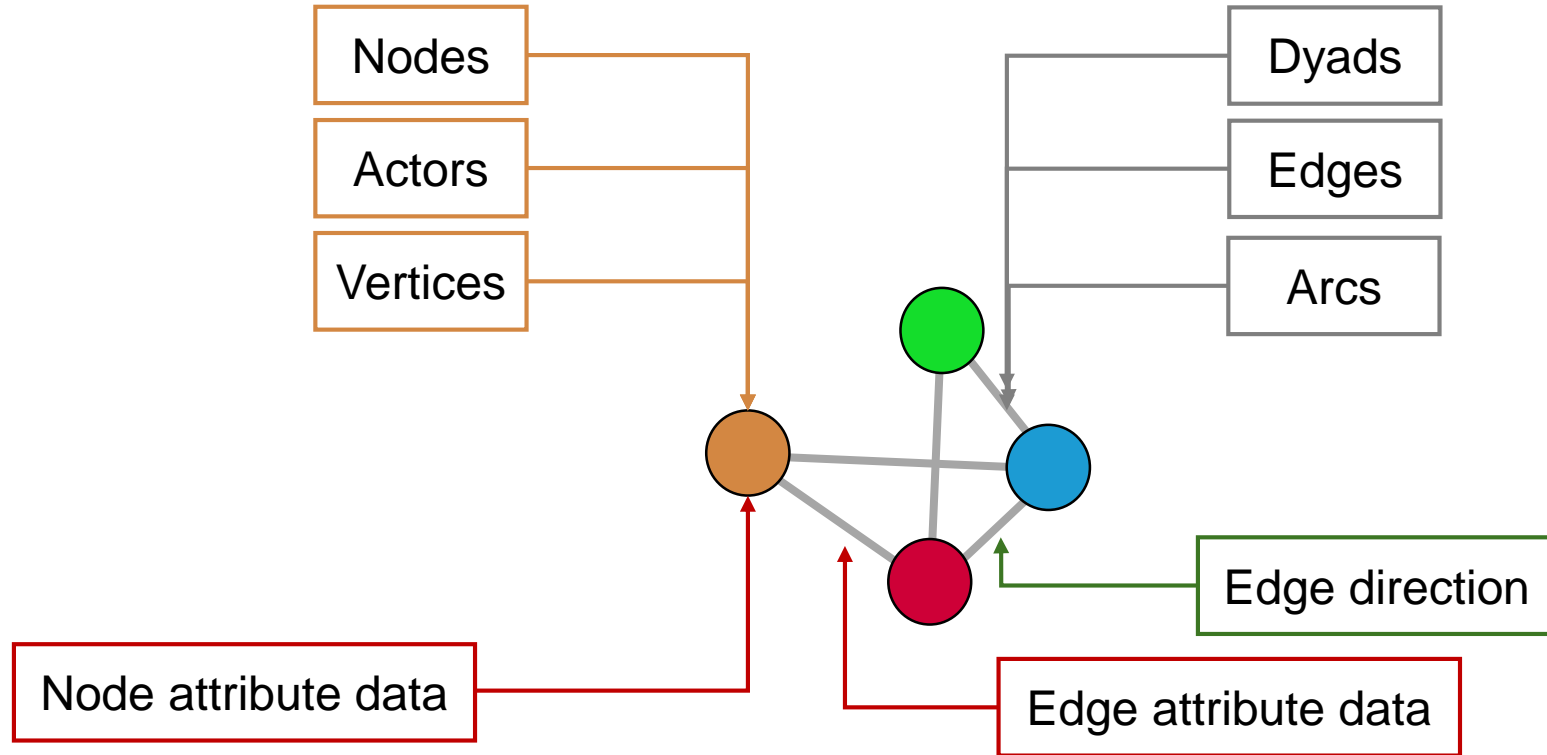 Nodes
Actors
Vertices
Dyads
Edges
Arcs
Edge direction
Node attribute data
Edge attribute data